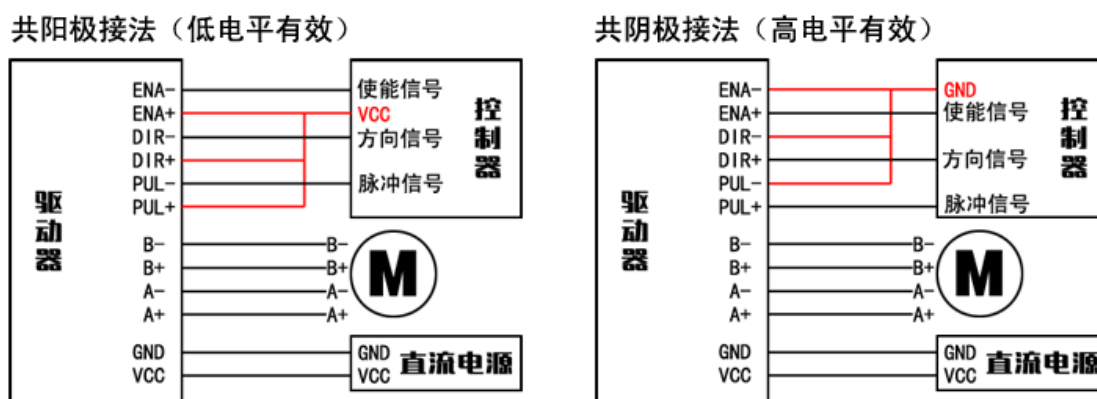 共阳极接法（低电平有效）
ENA-
ENA+
DIR-
DIR+
PUL-
PUL+
B-
B+
A-
A+
GND
VCC
驱动器
使能信号
VCC
方向信号
脉冲信号
控制器
B-
B+
A-
A+
M
GND
VCC
直流电源
共阴极接法（高电平有效）
ENA-
ENA+
DIR-
DIR+
PUL-
PUL+
B-
B+
A-
A+
GND
VCC
驱动器
GND
使能信号
方向信号
脉冲信号
控制器
B-
B+
A-
A+
M
GND
VCC
直流电源